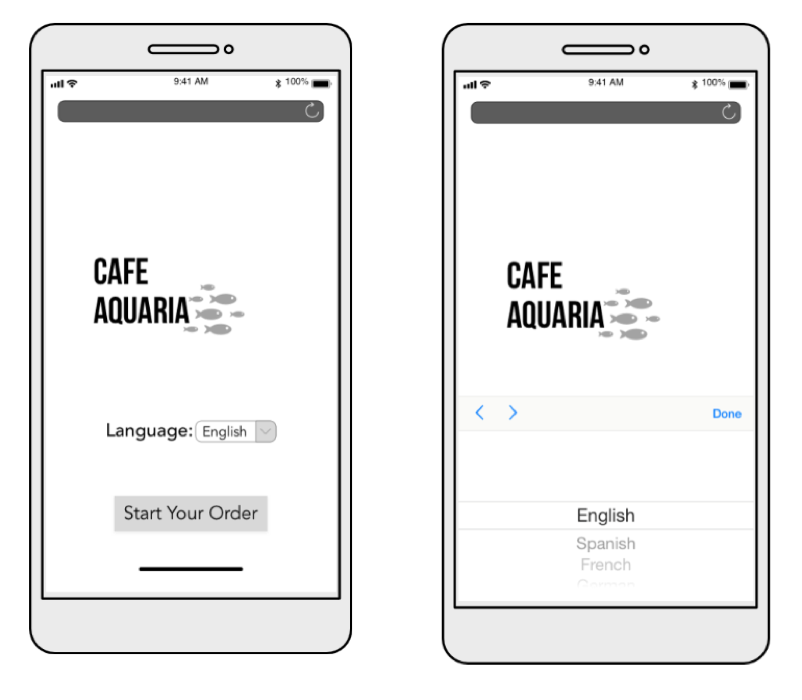 9:41 AM
100%
CAFE
AQUARIA
Language: English
Start Your Order
9:41 AM
100%
CAFE
AQUARIA
Done
English
Spanish
French
German